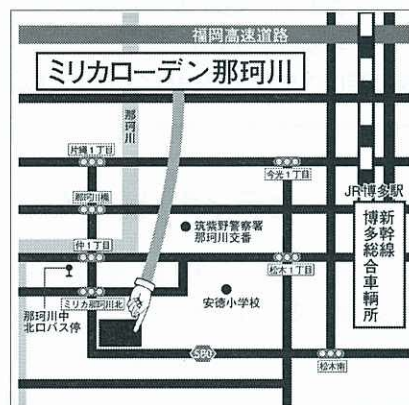 福岡高速道路
ミリカローデン那珂川
那珂川
片縄1丁目
今光1丁目
JR博多駅
那珂川橋
筑紫野警察署
那珂川交番
新幹線
博多総合車輌所
仲1丁目
松木1丁目
ミリカ那珂川北
安徳小学校
那珂川中
北口バス停
580
松木南